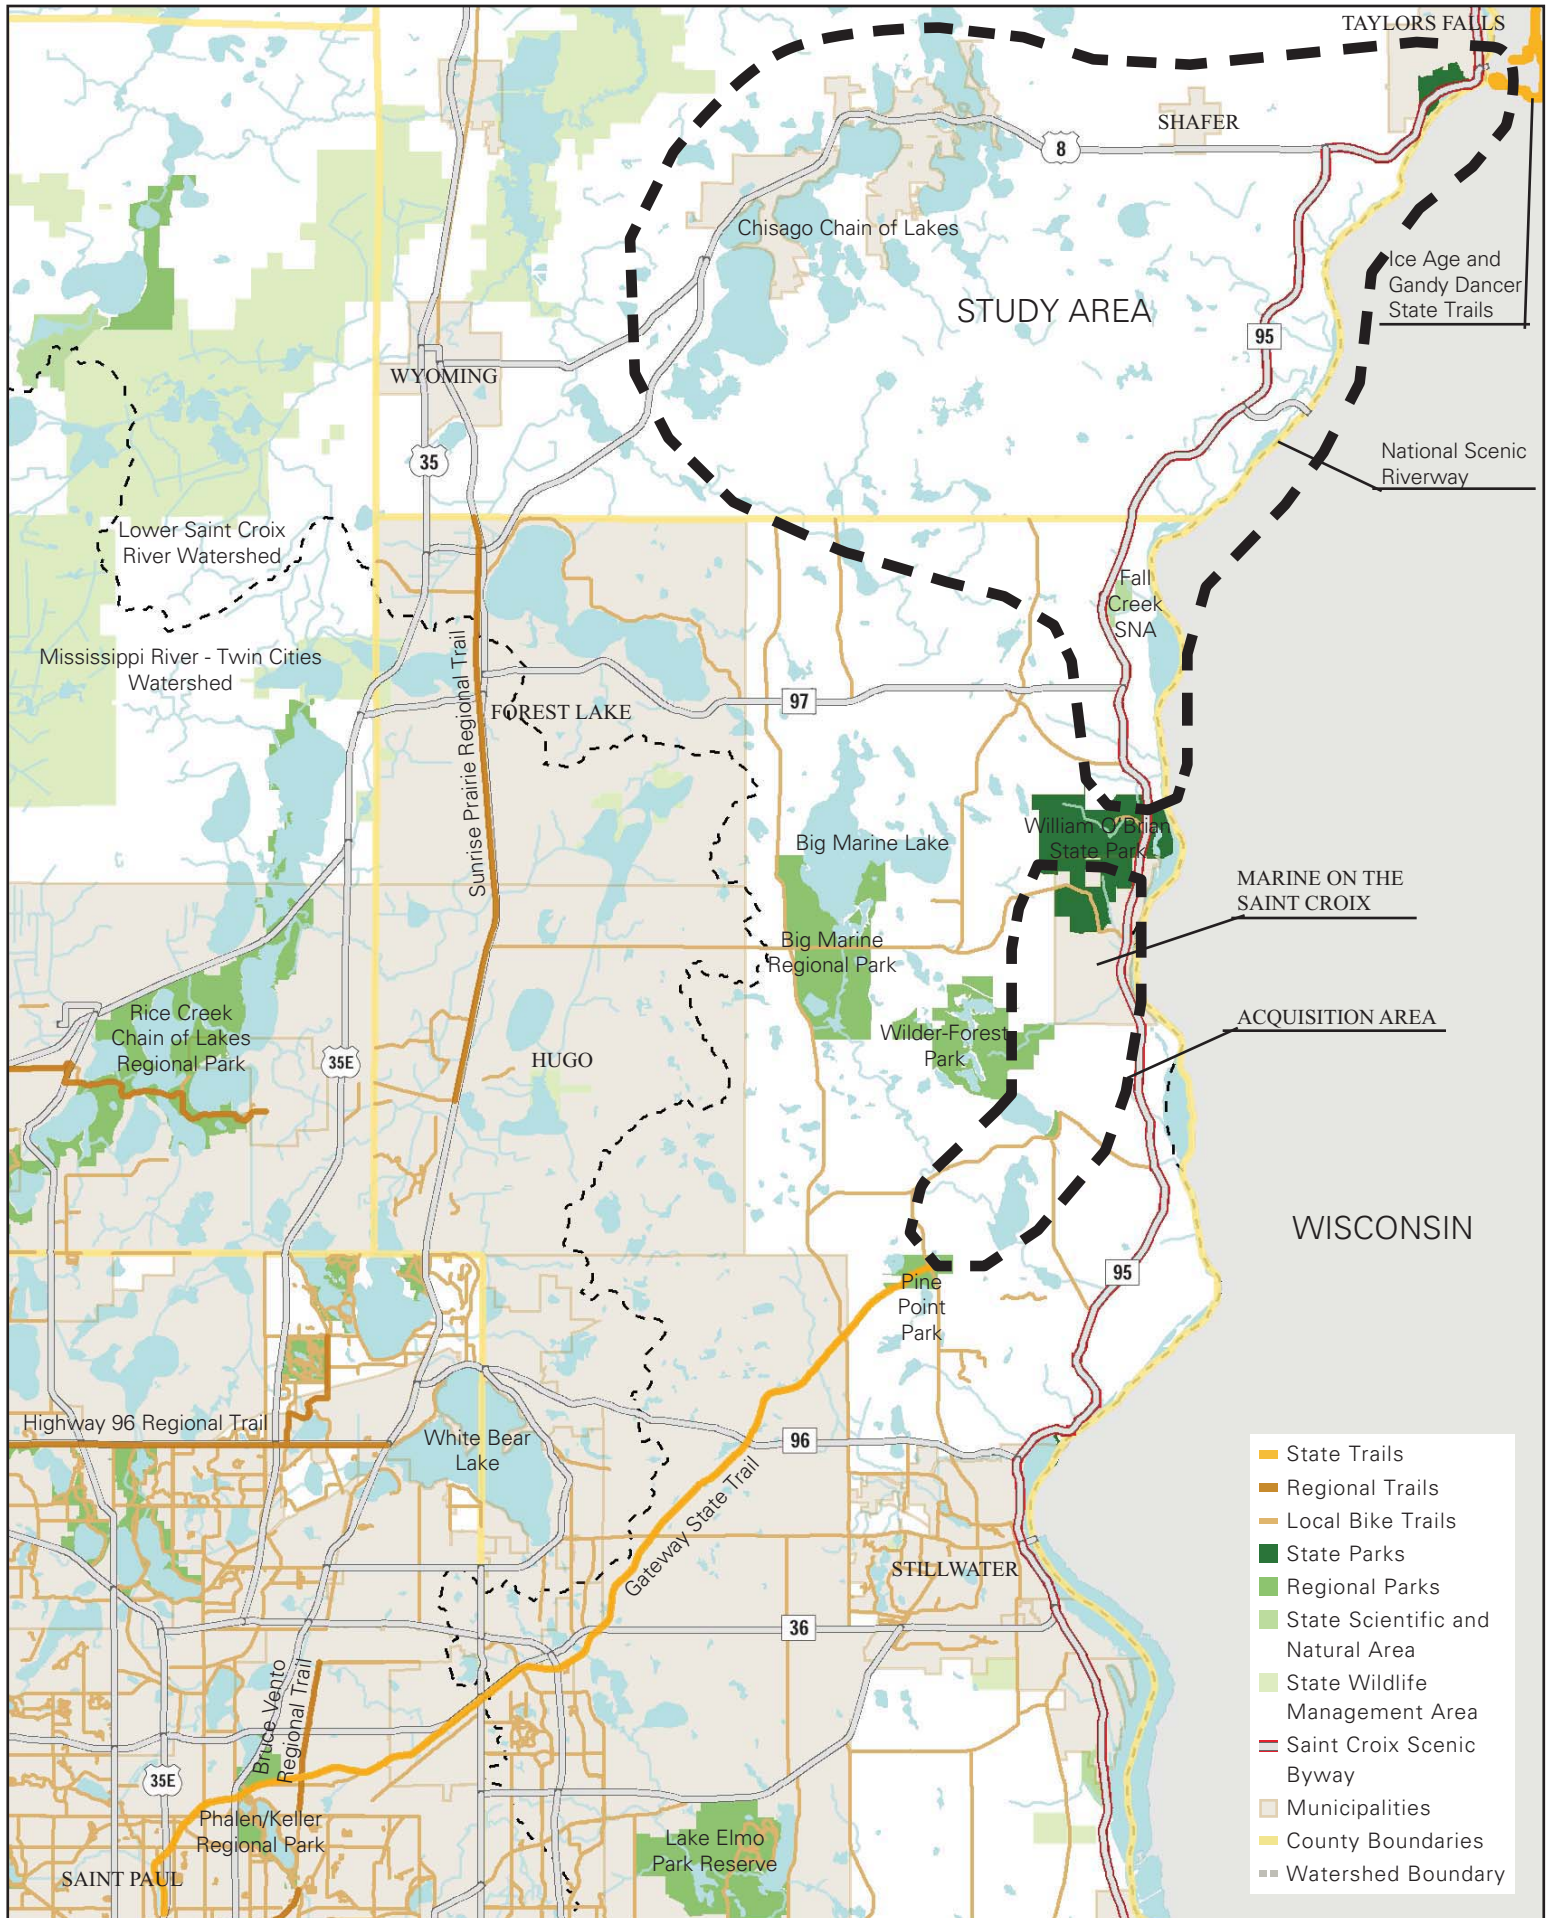 TAYLORS FALLS
SHAFER
8
Chisago Chain of Lakes
Ice Age and
Gandy Dancer
State Trails
STUDY AREA
95
WYOMING
35
National Scenic
Riverway
Lower Saint Croix
River Watershed
Fall
Creek
SNA
Mississippi River - Twin Cities
Watershed
Sunrise Prairie Regional Trail
97
FOREST LAKE
William O'Brian
State Park
Big Marine Lake
MARINE ON THE
SAINT CROIX
Big Marine
Regional Park
Rice Creek
Chain of Lakes
Regional Park
Wilder-Forest
Park
ACQUISITION AREA
35E
HUGO
WISCONSIN
95
Pine
Point
Park
Highway 96 Regional Trail
White Bear
Lake
96
Gateway State Trail
STILLWATER
36
Bruce Vento
Regional Trail
35E
Phalen/Keller
Regional Park
Lake Elmo
Park Reserve
SAINT PAUL
State Trails
Regional Trails
Local Bike Trails
State Parks
Regional Parks
State Scientific and
Natural Area
State Wildlife
Management Area
Saint Croix Scenic
Byway
Municipalities
County Boundaries
Watershed Boundary